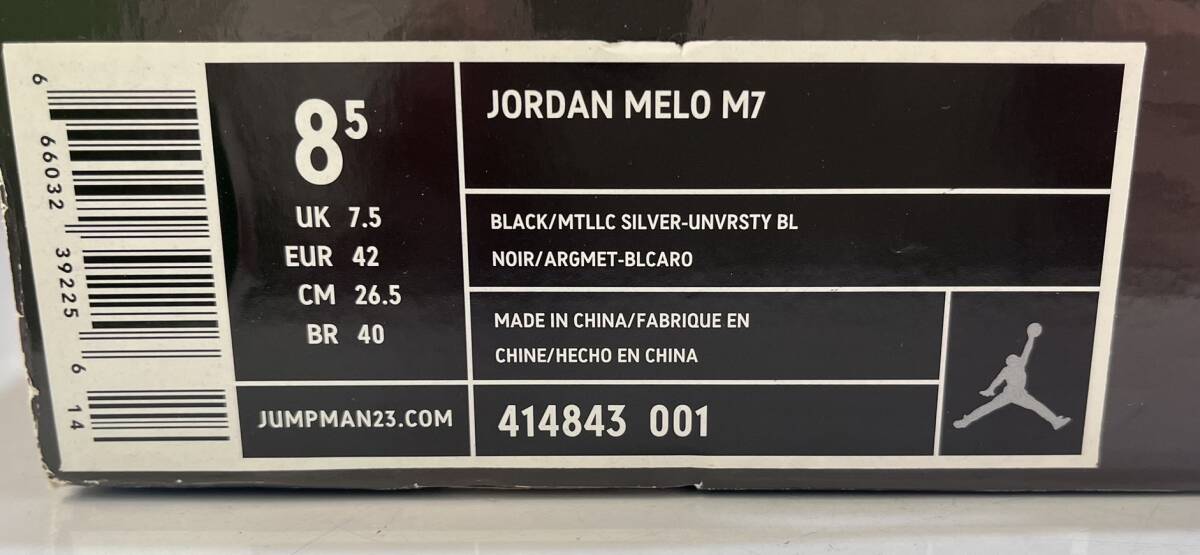 6 66032 39225 6 14
8⁵
UK 7.5
EUR 42
CM 26.5
BR 40
JUMPMAN23.COM
JORDAN MELO M7
BLACK/MTLLC SILVER-UNVRSTY BL
NOIR/ARGMET-BLCARO
MADE IN CHINA/FABRIQUE EN
CHINE/HECHO EN CHINA
414843 001